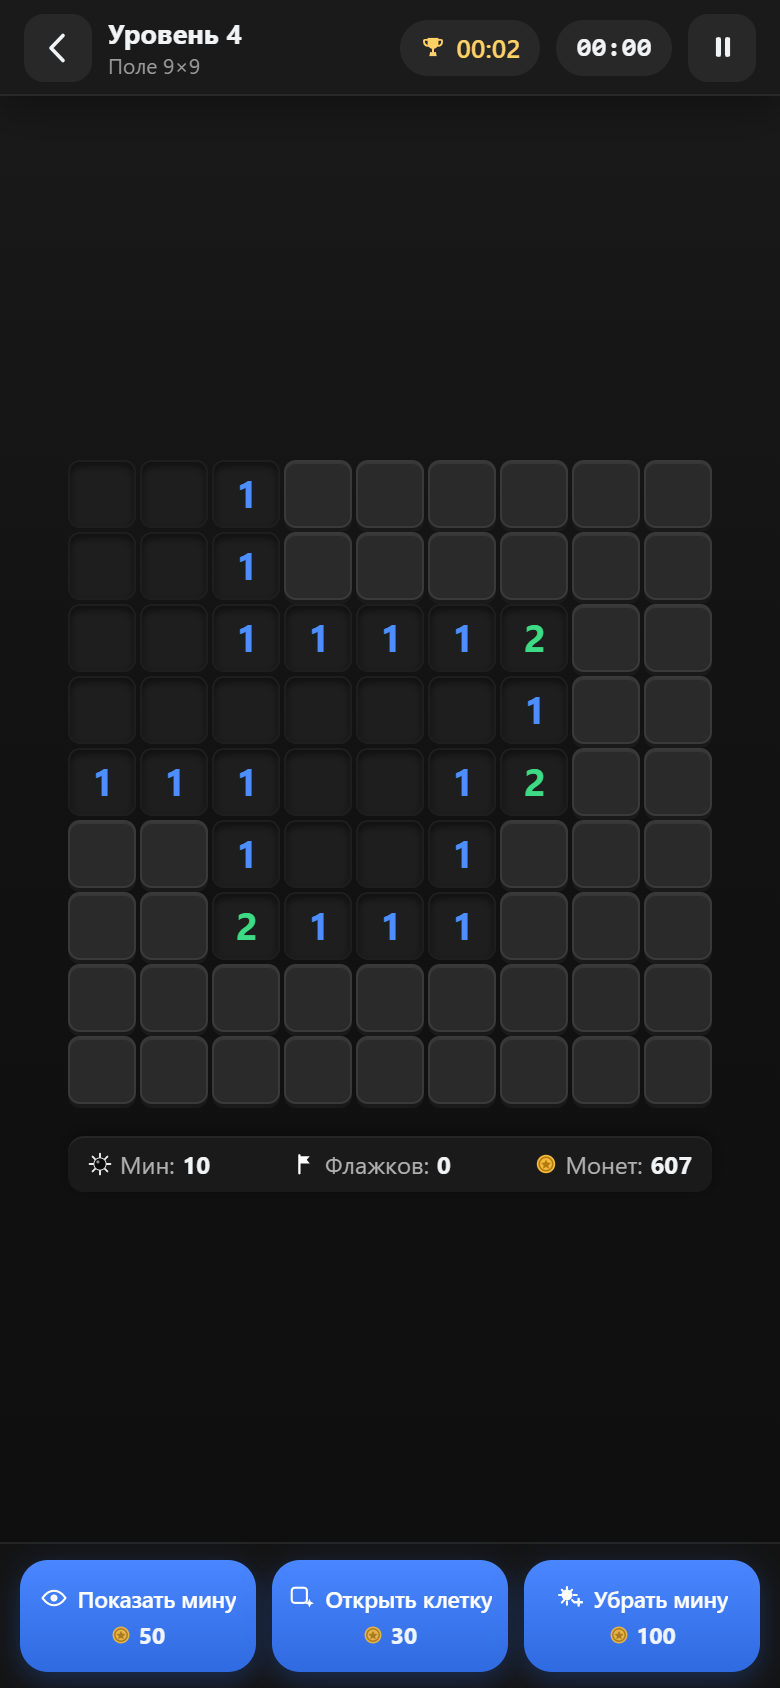 Уровень 4
Поле 9×9
00:02
00:00
1
1
1 1 1 1 2
1
1 1 1 1 2
1 1
2 1 1 1
Мин: 10 Флажков: 0 Монет: 607
Показать мину
50
Открыть клетку
30
Убрать мину
100